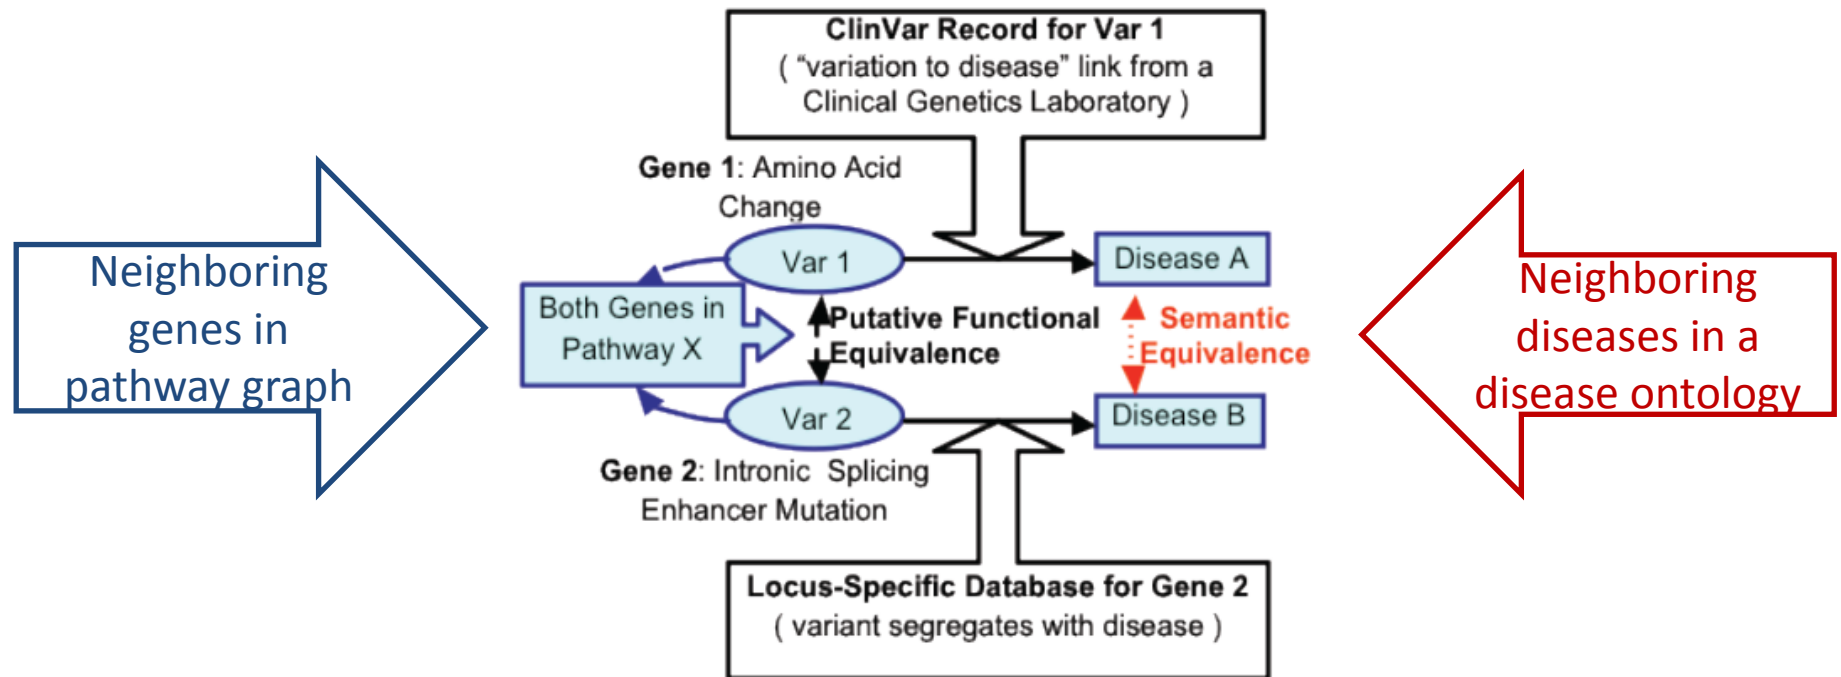 ClinVar Record for Var 1
( “variation to disease” link from a
Clinical Genetics Laboratory )
Gene 1: Amino Acid
Change
Neighboring
genes in
pathway graph
Var 1
Disease A
Both Genes in
Pathway X
Putative Functional
Equivalence
Semantic
Equivalence
Neighboring
diseases in a
disease ontology
Var 2
Disease B
Gene 2: Intronic Splicing
Enhancer Mutation
Locus-Specific Database for Gene 2
( variant segregates with disease )